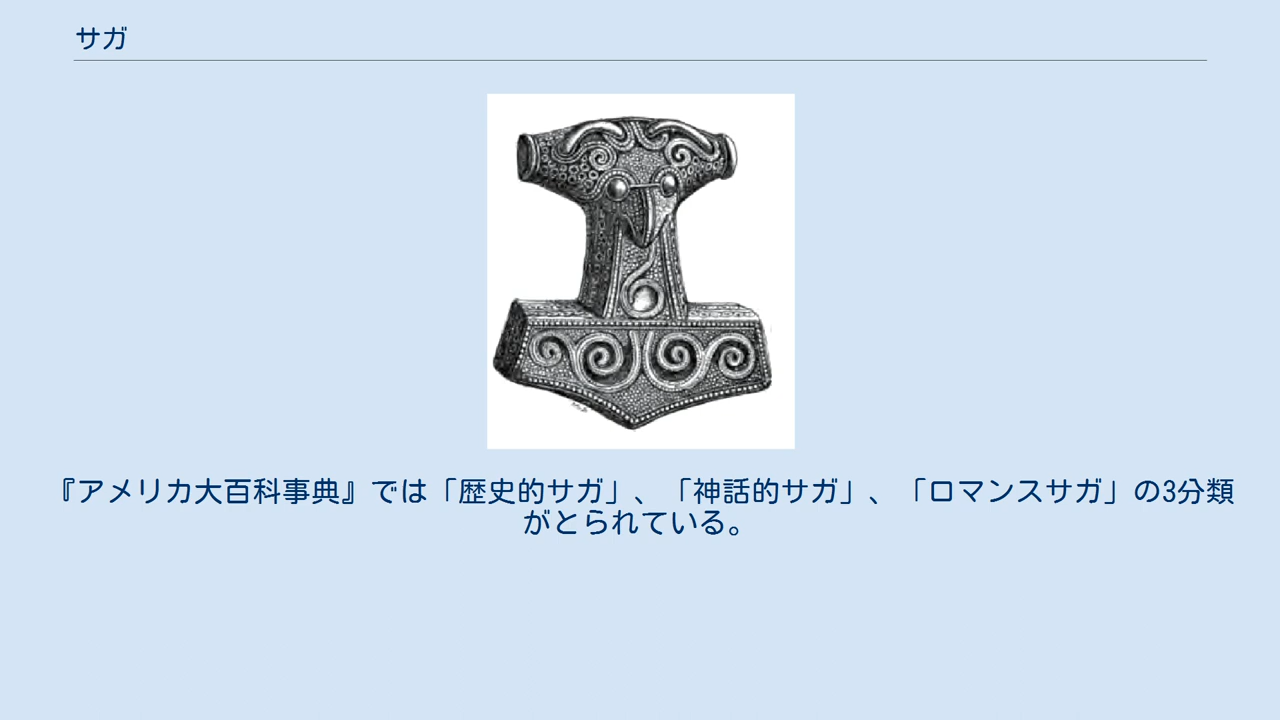 サガ
『アメリカ大百科事典』では「歴史的サガ」、「神話的サガ」、「ロマンスサガ」の3分類
がとられている。